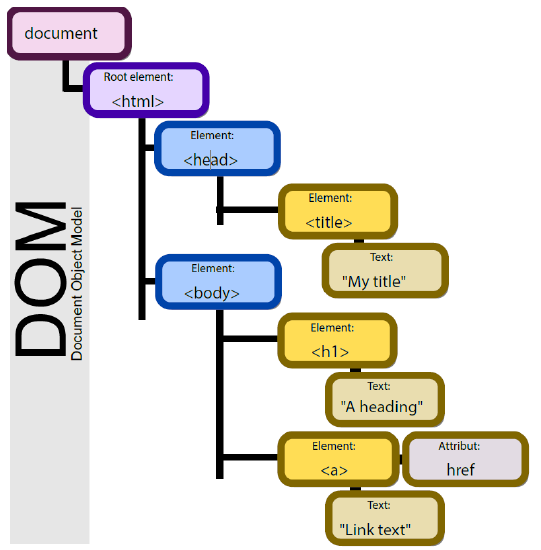 document
Root element:
<html>
Element:
<head>
Element:
<title>
Text:
"My title"
Element:
<body>
Element:
<h1>
Text:
"A heading"
Element:
<a>
Attribut:
href
Text:
"Link text"
DOM
Document Object Model